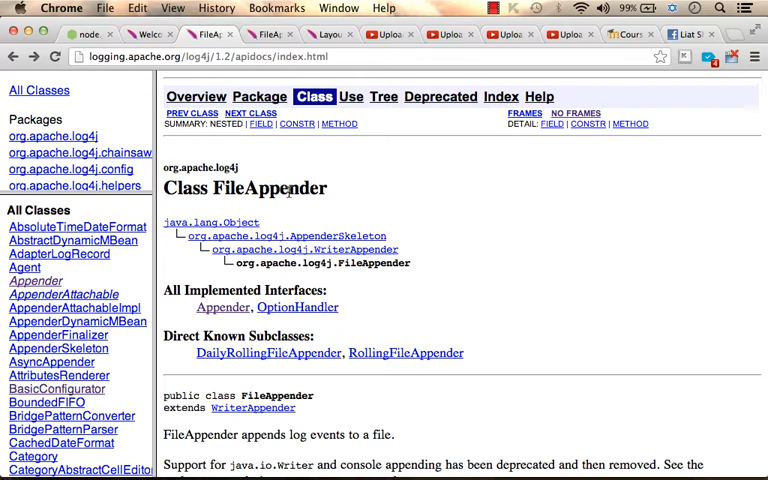 Chrome File Edit View History Bookmarks Window Help 99%
node. Welco FileAp FileAp Layou Uploa Uploa Uploa Uploa Cours Liat Sl
logging.apache.org/log4j/1.2/apidocs/index.html
All Classes
Packages
org.apache.log4j
org.apache.log4j.chainsaw
org.apache.log4j.config
org.apache.log4j.helpers
All Classes
AbsoluteTimeDateFormat
AbstractDynamicMBean
AdapterLogRecord
Agent
Appender
AppenderAttachable
AppenderAttachableImpl
AppenderDynamicMBean
AppenderFinalizer
AppenderSkeleton
AsyncAppender
AttributesRenderer
BasicConfigurator
BoundedFIFO
BridgePatternConverter
BridgePatternParser
CachedDateFormat
Category
CategoryAbstractCellEditor
Overview Package Class Use Tree Deprecated Index Help
PREV CLASS NEXT CLASS FRAMES NO FRAMES
SUMMARY: NESTED | FIELD | CONSTR | METHOD DETAIL: FIELD | CONSTR | METHOD
org.apache.log4j
Class FileAppender
java.lang.Object
org.apache.log4j.AppenderSkeleton
org.apache.log4j.WriterAppender
org.apache.log4j.FileAppender
All Implemented Interfaces:
Appender, OptionHandler
Direct Known Subclasses:
DailyRollingFileAppender, RollingFileAppender
public class FileAppender
extends WriterAppender
FileAppender appends log events to a file.
Support for java.io.Writer and console appending has been deprecated and then removed. See the